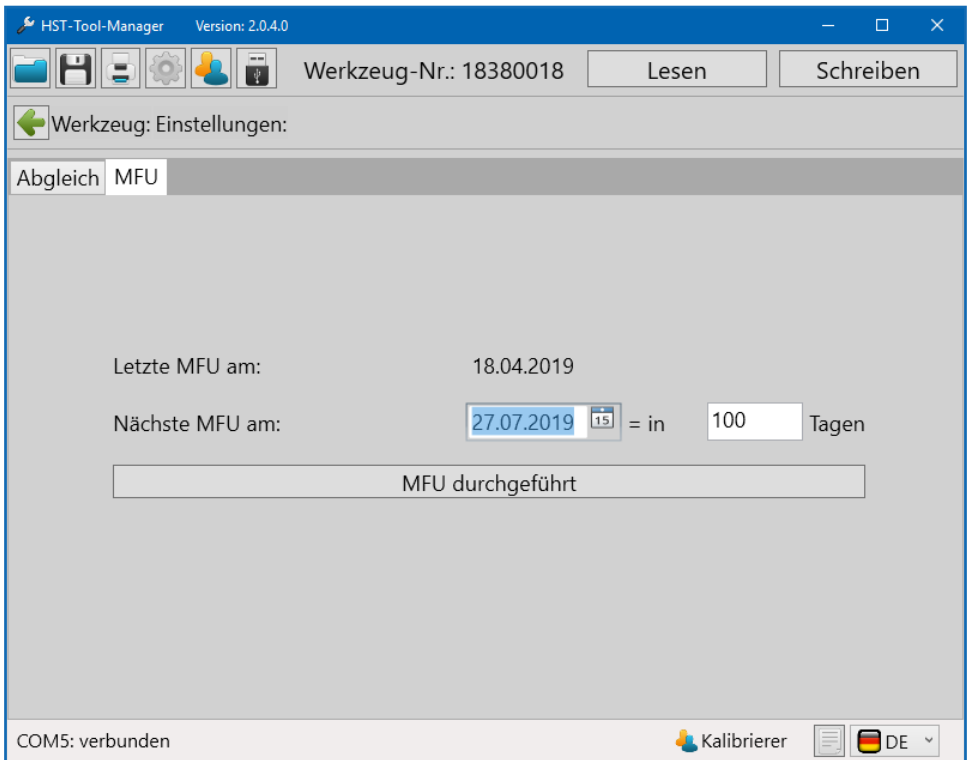 HST-Tool-Manager Version: 2.0.4.0
Werkzeug-Nr.: 18380018 Lesen Schreiben
Werkzeug: Einstellungen:
Abgleich MFU
Letzte MFU am: 18.04.2019
Nächste MFU am: 27.07.2019 15 = in 100 Tagen
MFU durchgeführt
COM5: verbunden Kalibrierer DE